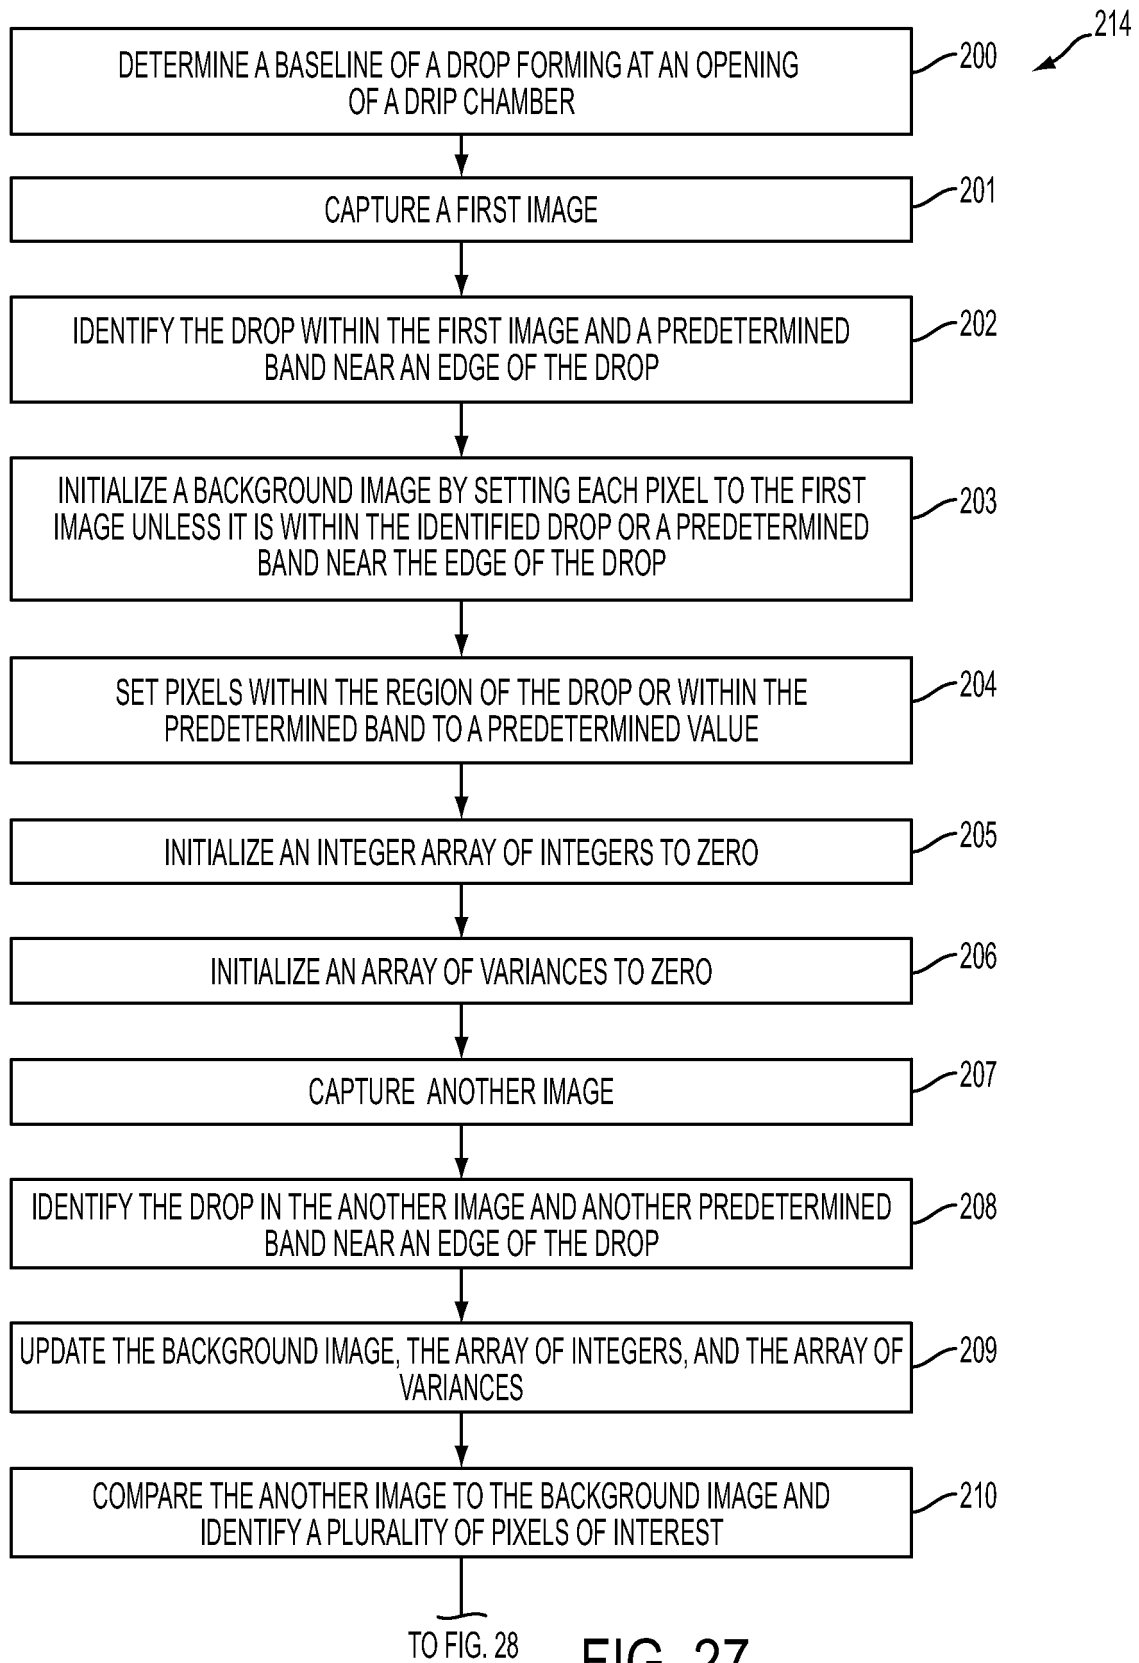 214
DETERMINE A BASELINE OF A DROP FORMING AT AN OPENING
OF A DRIP CHAMBER
200
CAPTURE A FIRST IMAGE
201
IDENTIFY THE DROP WITHIN THE FIRST IMAGE AND A PREDETERMINED
BAND NEAR AN EDGE OF THE DROP
202
INITIALIZE A BACKGROUND IMAGE BY SETTING EACH PIXEL TO THE FIRST
IMAGE UNLESS IT IS WITHIN THE IDENTIFIED DROP OR A PREDETERMINED
BAND NEAR THE EDGE OF THE DROP
203
SET PIXELS WITHIN THE REGION OF THE DROP OR WITHIN THE
PREDETERMINED BAND TO A PREDETERMINED VALUE
204
INITIALIZE AN INTEGER ARRAY OF INTEGERS TO ZERO
205
INITIALIZE AN ARRAY OF VARIANCES TO ZERO
206
CAPTURE ANOTHER IMAGE
207
IDENTIFY THE DROP IN THE ANOTHER IMAGE AND ANOTHER PREDETERMINED
BAND NEAR AN EDGE OF THE DROP
208
UPDATE THE BACKGROUND IMAGE, THE ARRAY OF INTEGERS, AND THE ARRAY OF
VARIANCES
209
COMPARE THE ANOTHER IMAGE TO THE BACKGROUND IMAGE AND
IDENTIFY A PLURALITY OF PIXELS OF INTEREST
210
TO FIG. 28
FIG. 27